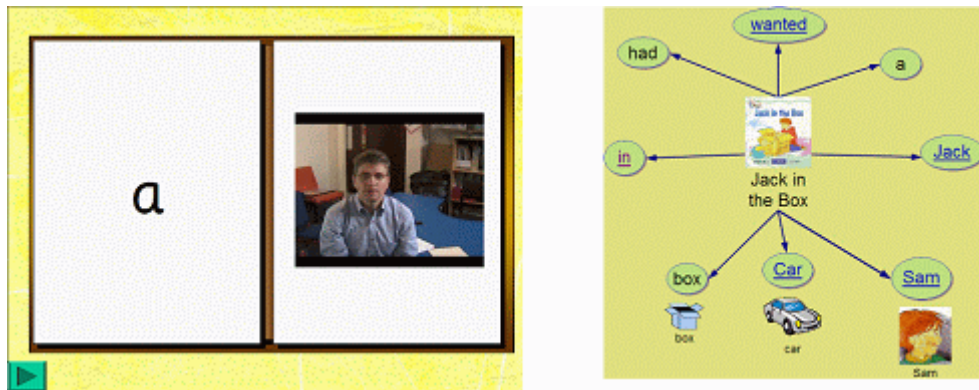 a
wanted
had
a
Jack in the Box
in
Jack
Jack in
the Box
box
Car
Sam
box
car
Sam